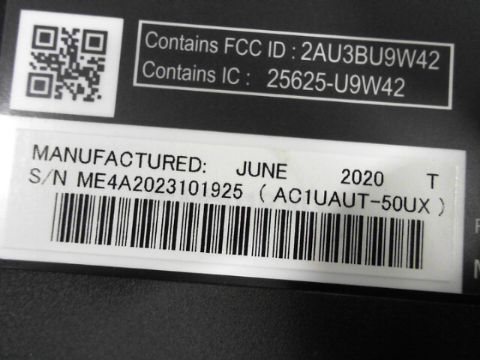 Contains FCC ID : 2AU3BU9W42
Contains IC : 25625-U9W42
MANUFACTURED: JUNE 2020 T
S/N ME4A2023101925 ( AC1UAUT-50UX )